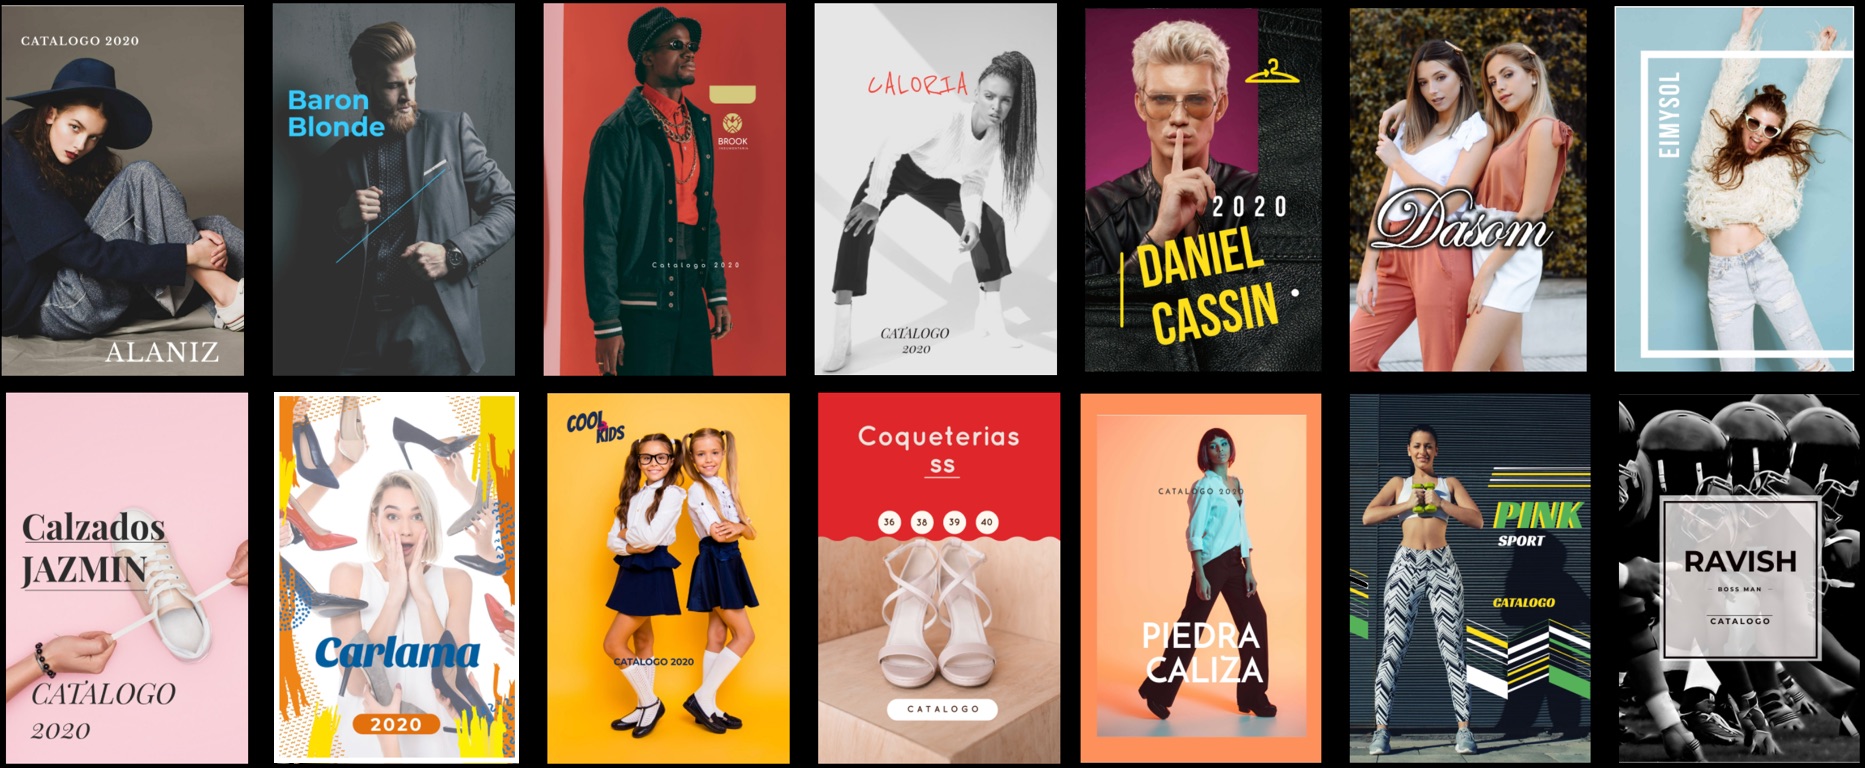 CATALOGO 2020
ALANIZ
Baron
Blonde
BROOK
Catalogo 2020
CALORIA
CATALOGO
2020
2020
DANIEL
CASSIN
Dasom
EIMYSOL
Calzados
JAZMIN
CATALOGO
2020
Carlama
2020
COOL
KIDS
CATALOGO 2020
Coqueterias
ss
36 38 39 40
CATALOGO
CATALOGO 2020
PIEDRA
CALIZA
PINK
SPORT
CATALOGO
RAVISH
BOSS MAN
CATALOGO